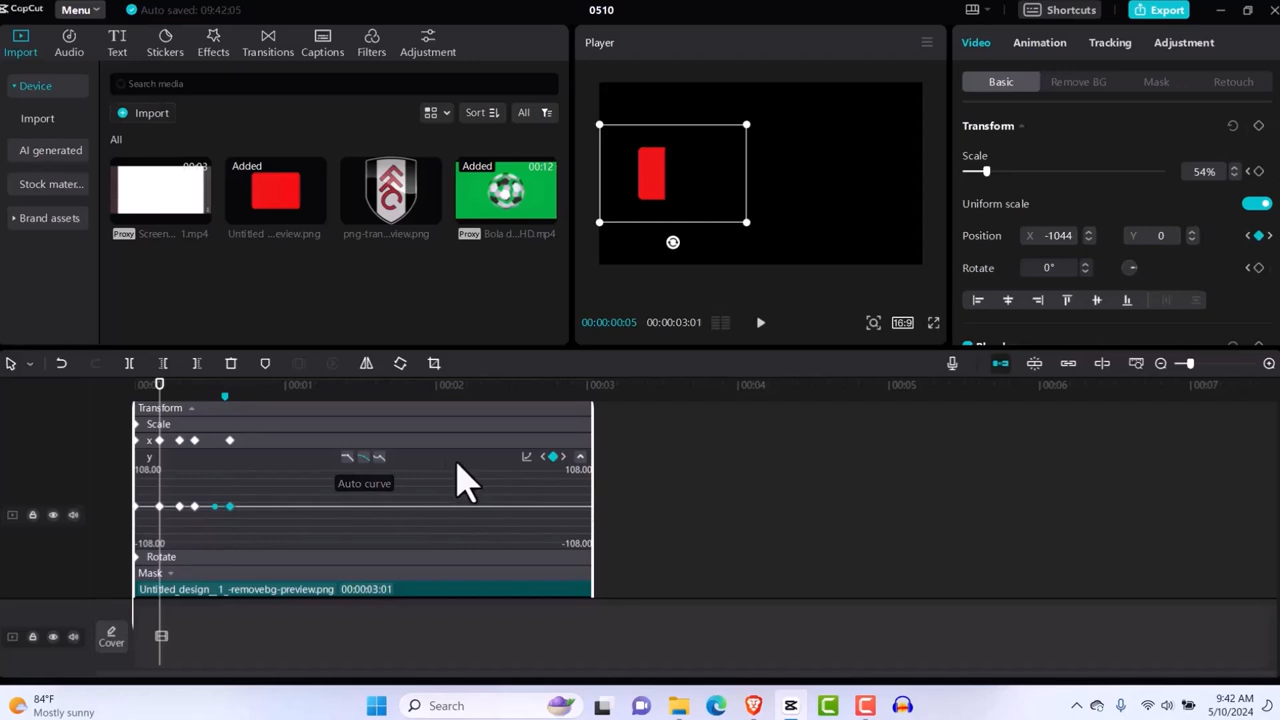 CapCut
Menu
Auto saved: 09:42:05
0510
Shortcuts
Export
Import
Audio
Text
Stickers
Effects
Transitions
Captions
Filters
Adjustment
Player
Video
Animation
Tracking
Adjustment
Device
Search media
Basic
Remove BG
Mask
Retouch
Import
Import
Sort
All
Transform
AI generated
All
Scale
54%
Added
Added
00:12
Stock mater...
Uniform scale
Brand assets
Proxy
Screen... 1.mp4
Untitled ...eview.png
png-tran...view.png
Proxy
Bola d...HD.mp4
Position
X
-1044
Y
0
Rotate
0°
00:00:00:05
00:00:03:01
16:9
00:01
00:02
00:03
00:04
00:05
00:06
00:07
Transform
Scale
x
y
108.00
108.00
Auto curve
-108.00
-108.00
Rotate
Mask
Untitled_design__1_-removebg-preview.png
00:00:03:01
Cover
84°F
Mostly sunny
Search
9:42 AM
5/10/2024